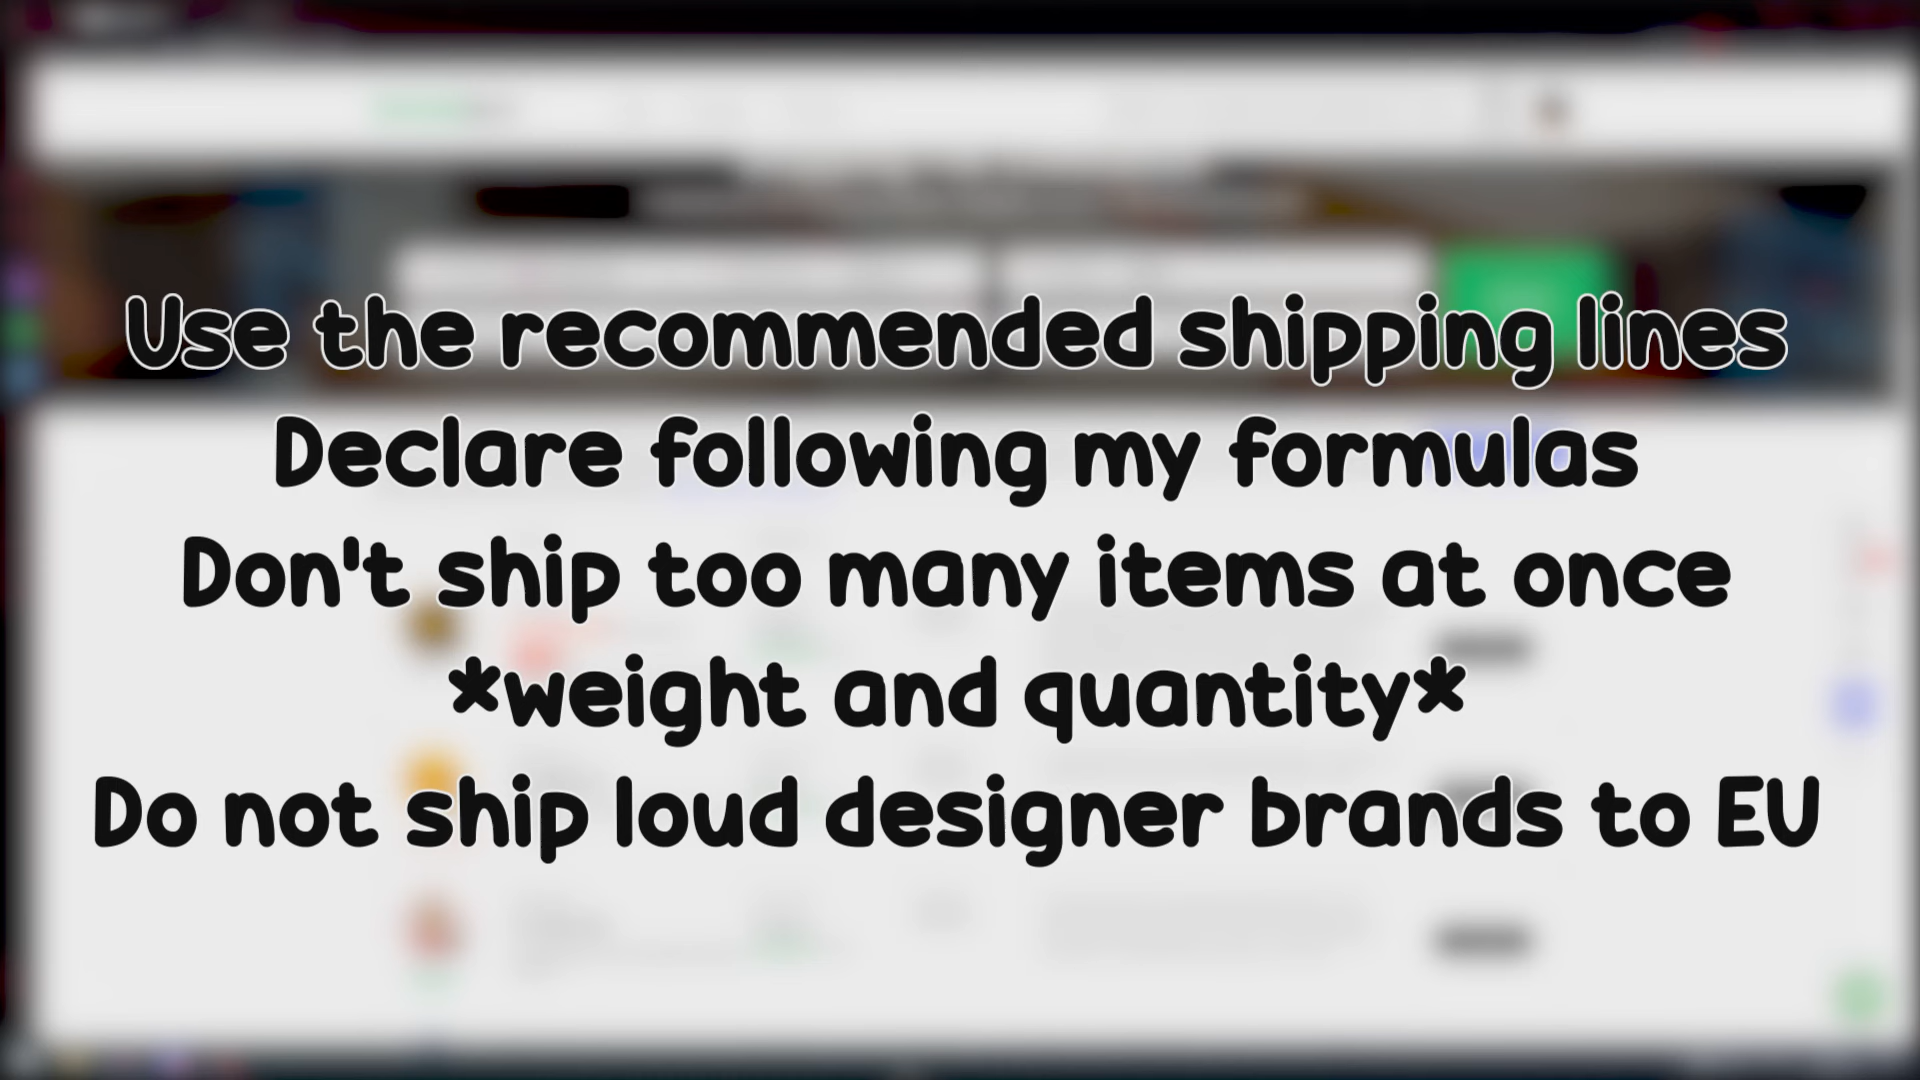 Use the recommended shipping lines
Declare following my formulas
Don't ship too many items at once
*weight and quantity*
Do not ship loud designer brands to EU